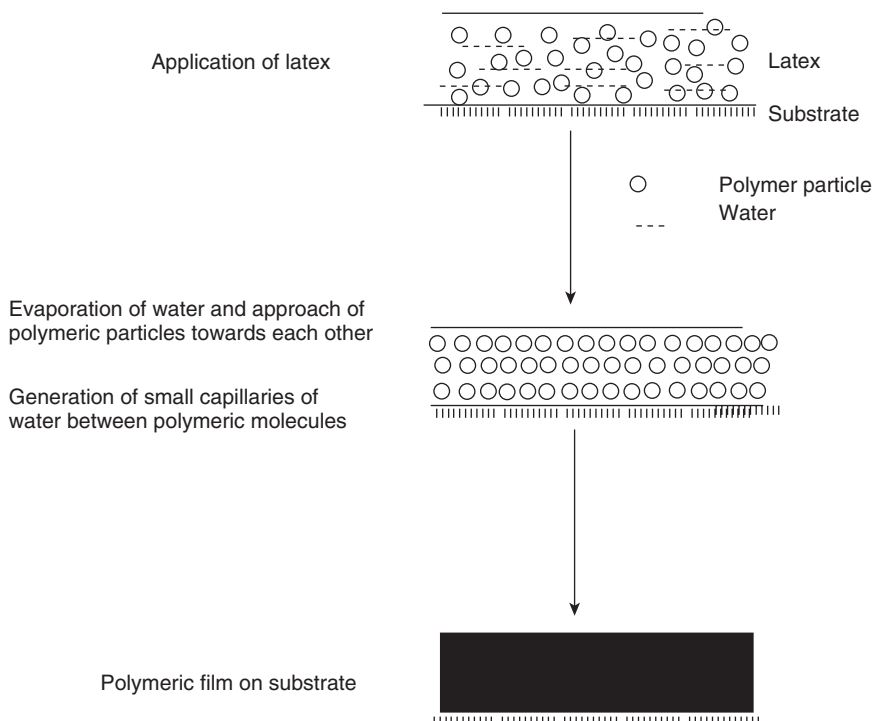 Application of latex
Latex
Substrate
Polymer particle
Water
Evaporation of water and approach of
polymeric particles towards each other
Generation of small capillaries of
water between polymeric molecules
Polymeric film on substrate